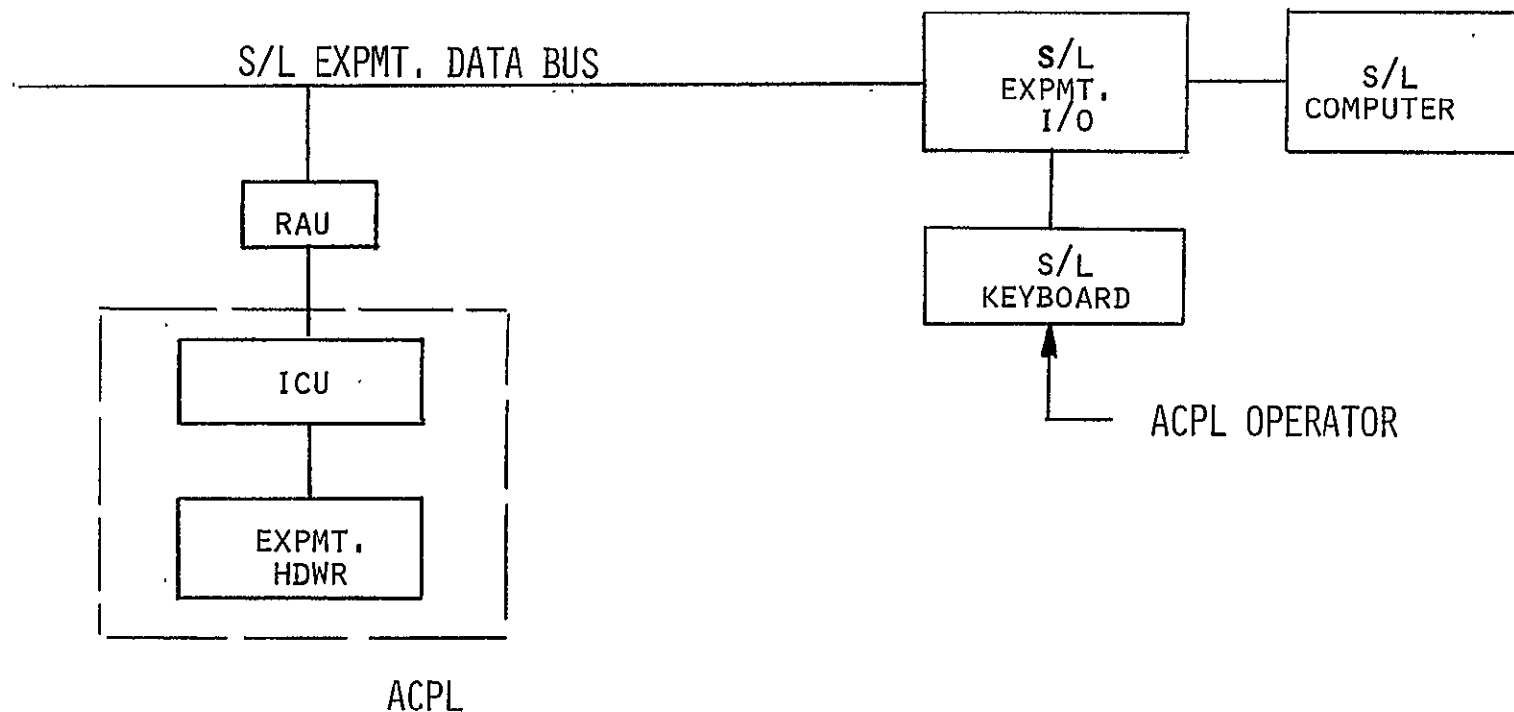 S/L EXPMT. DATA BUS
S/L
EXPMT.
I/O
S/L
COMPUTER
RAU
S/L
KEYBOARD
ICU
ACPL OPERATOR
EXPMT.
HDWR
ACPL